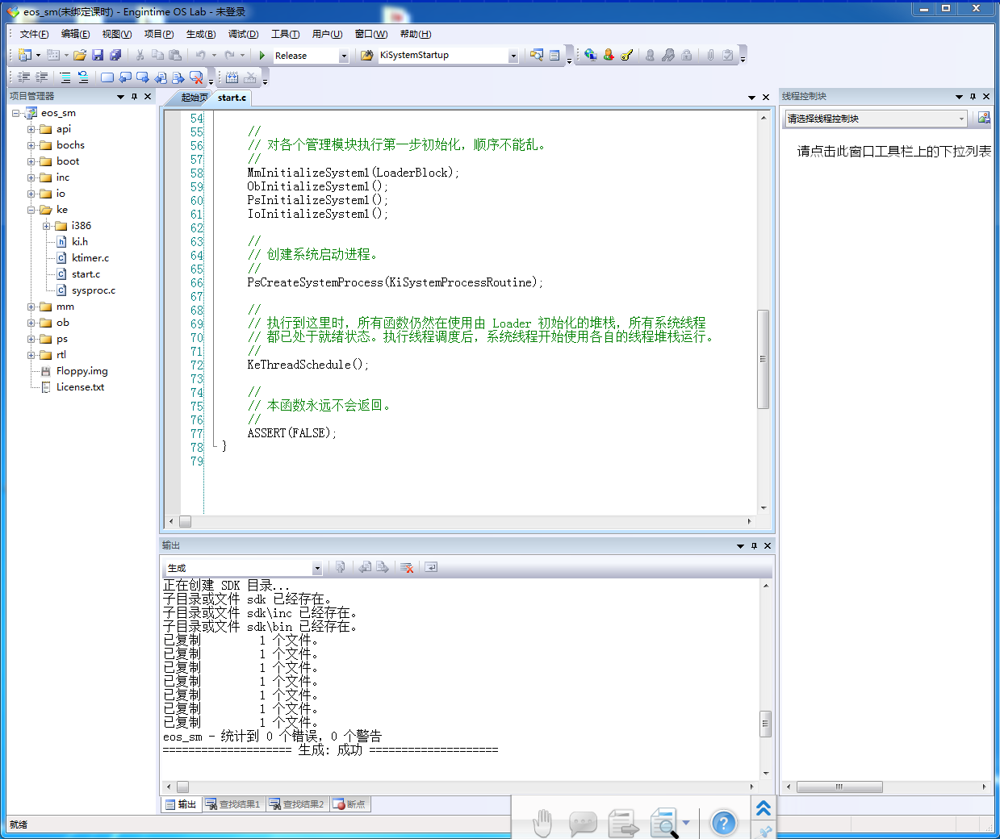 eos_sm(未绑定课时) - Engintime OS Lab - 未登录
文件(F) 编辑(E) 视图(V) 项目(P) 生成(B) 调试(D) 工具(T) 用户(U) 窗口(W) 帮助(H)
Release KiSystemStartup
项目管理器
eos_sm
api
bochs
boot
inc
io
ke
i386
ki.h
ktimer.c
start.c
sysproc.c
mm
ob
ps
rtl
Floppy.img
License.txt
起始页 start.c
54
55 //
56 // 对各个管理模块执行第一步初始化，顺序不能乱。
57 //
58 MmInitializeSystem1(LoaderBlock);
59 ObInitializeSystem1();
60 PsInitializeSystem1();
61 IoInitializeSystem1();
62
63 //
64 // 创建系统启动进程。
65 //
66 PsCreateSystemProcess(KiSystemProcessRoutine);
67
68 //
69 // 执行到这里时，所有函数仍然在使用由 Loader 初始化的堆栈，所有系统线程
70 // 都已处于就绪状态。执行线程调度后，系统线程开始使用各自的线程堆栈运行。
71 //
72 KeThreadSchedule();
73
74 //
75 // 本函数永远不会返回。
76 //
77 ASSERT(FALSE);
78 }
79
线程控制块
请选择线程控制块
请点击此窗口工具栏上的下拉列表
输出
生成
正在创建 SDK 目录...
子目录或文件 sdk 已经存在。
子目录或文件 sdk\inc 已经存在。
子目录或文件 sdk\bin 已经存在。
已复制 1 个文件。
已复制 1 个文件。
已复制 1 个文件。
已复制 1 个文件。
已复制 1 个文件。
已复制 1 个文件。
已复制 1 个文件。
eos_sm - 统计到 0 个错误，0 个警告
==================== 生成: 成功 ====================
输出 查找结果1 查找结果2 断点
就绪